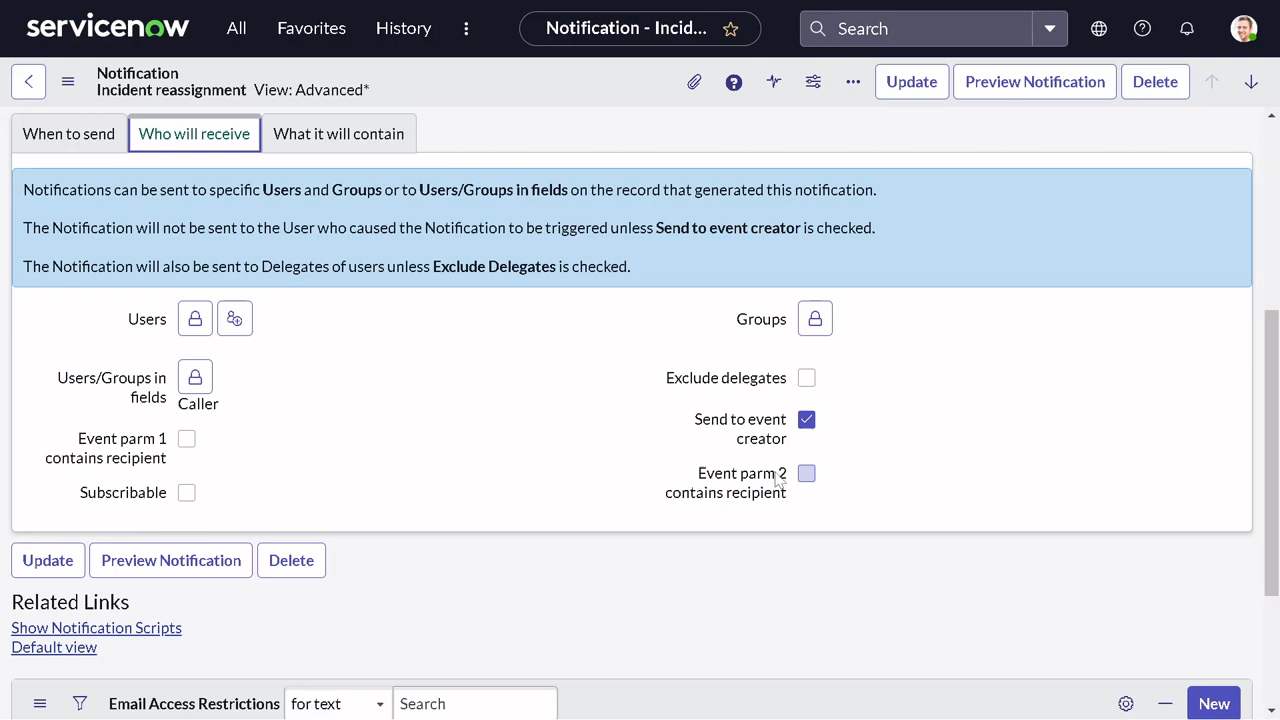 servicenow
All
Favorites
History
Notification - Incid...
Search
Notification
Incident reassignment View: Advanced*
Update
Preview Notification
Delete
When to send
Who will receive
What it will contain
Notifications can be sent to specific Users and Groups or to Users/Groups in fields on the record that generated this notification.
The Notification will not be sent to the User who caused the Notification to be triggered unless Send to event creator is checked.
The Notification will also be sent to Delegates of users unless Exclude Delegates is checked.
Users
Groups
Users/Groups in
fields
Caller
Exclude delegates
Send to event
creator
Event parm 1
contains recipient
Event parm 2
contains recipient
Subscribable
Update
Preview Notification
Delete
Related Links
Show Notification Scripts
Default view
Email Access Restrictions
for text
Search
New